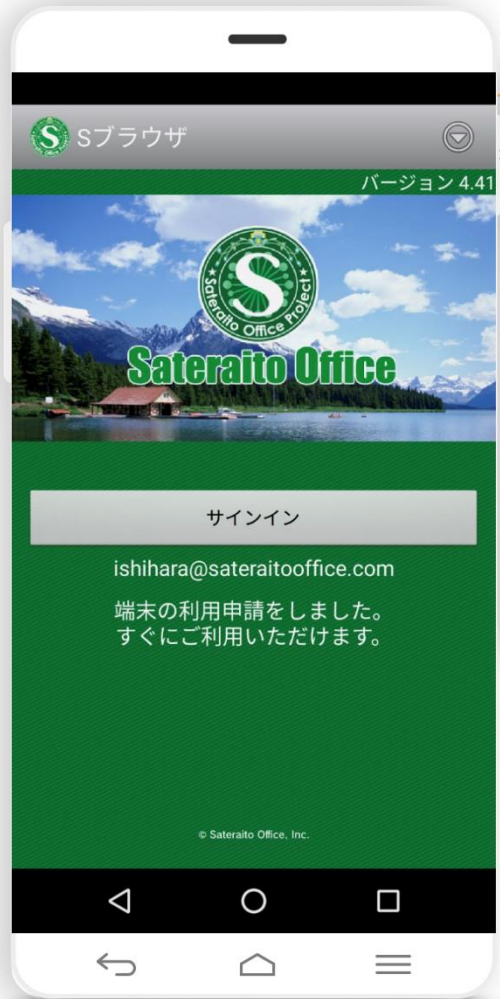 Sブラウザ
バージョン 4.41
S
Sateraito Office Project
Sateraito Office
サインイン
ishihara@sateraitooffice.com
端末の利用申請をしました。
すぐにご利用いただけます。
© Sateraito Office, Inc.